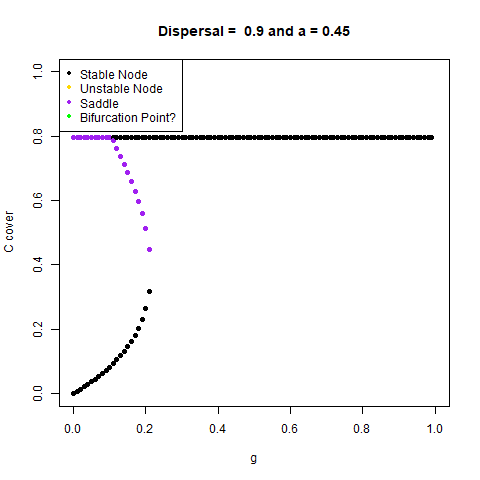 Dispersal =  0.9 and a = 0.45
Stable Node
Unstable Node
Saddle
Bifurcation Point?
C cover
1.0
0.8
0.6
0.4
0.2
0.0
0.0 0.2 0.4 0.6 0.8 1.0
g